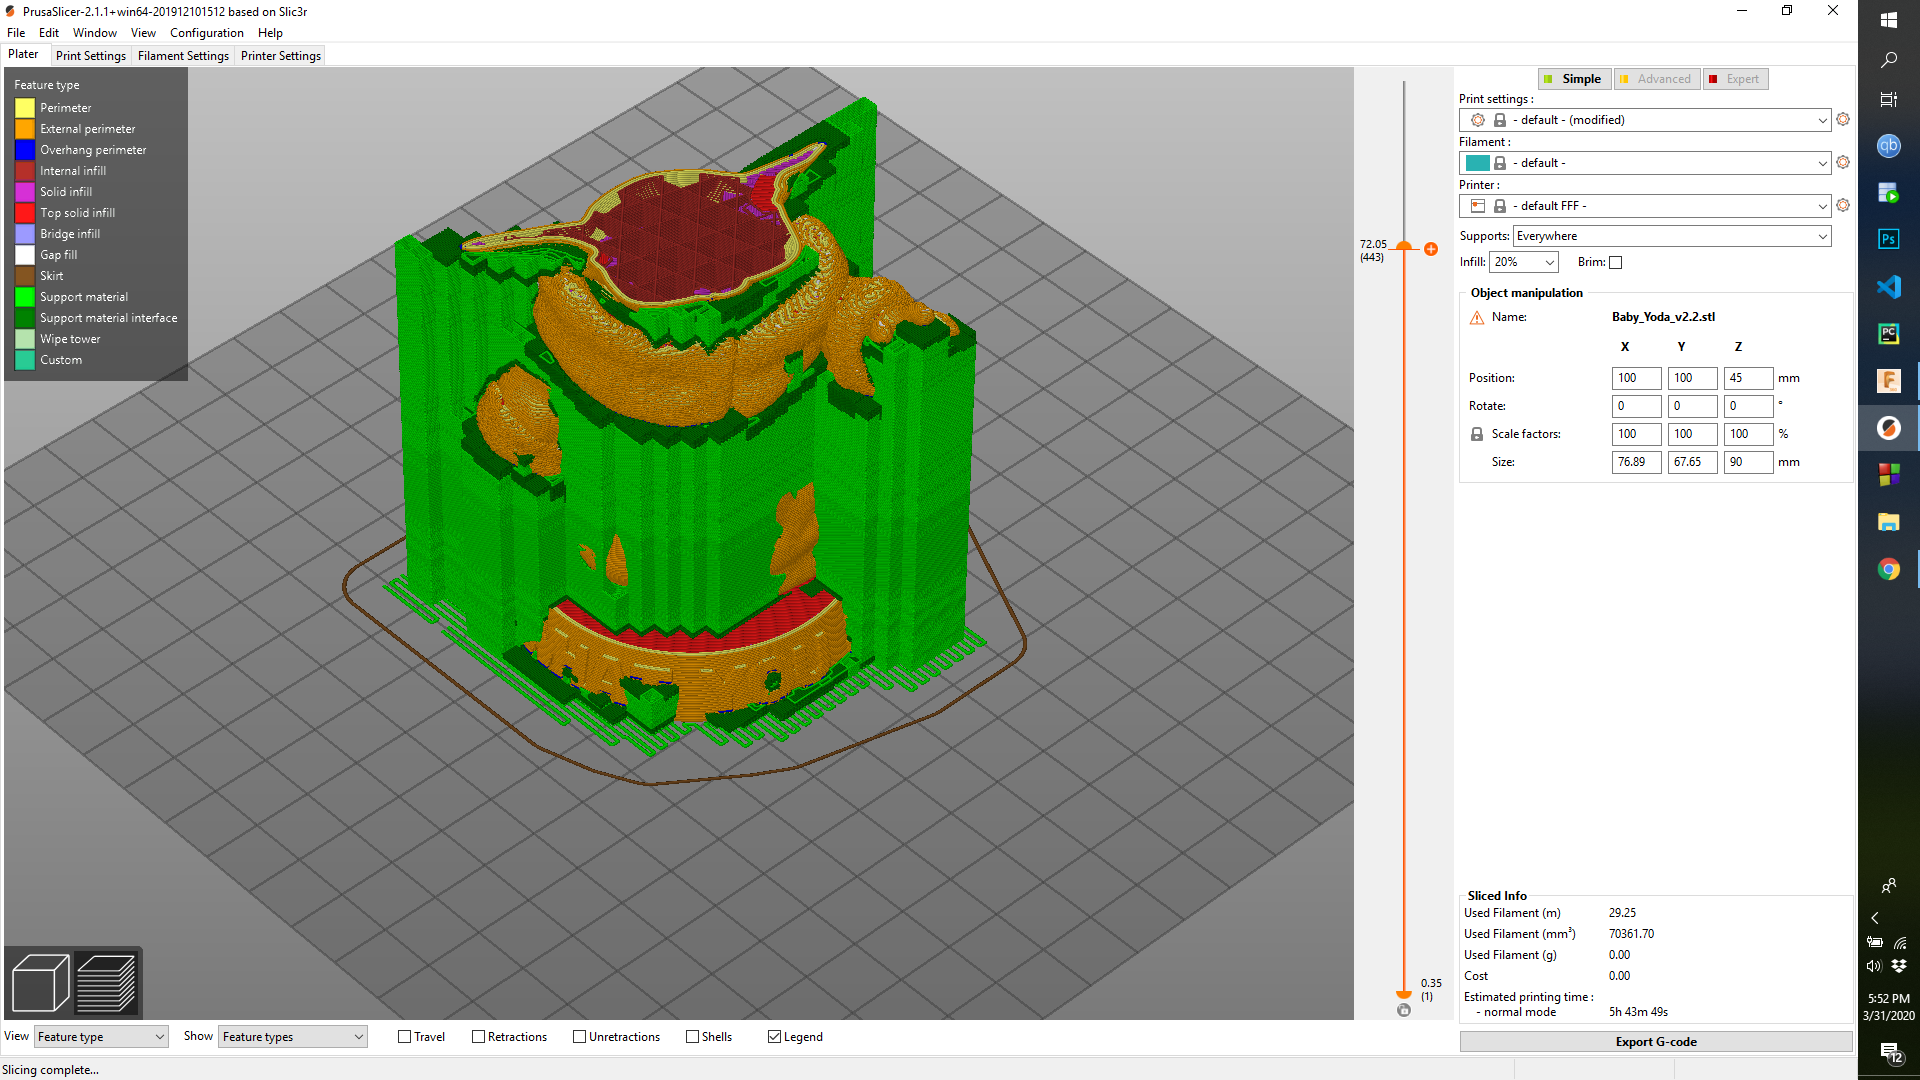 PrusaSlicer-2.1.1+win64-201912101512 based on Slic3r
File Edit Window View Configuration Help
Plater Print Settings Filament Settings Printer Settings
Feature type
Perimeter
External perimeter
Overhang perimeter
Internal infill
Solid infill
Top solid infill
Bridge infill
Gap fill
Skirt
Support material
Support material interface
Wipe tower
Custom
72.05
(443)
0.35
(1)
Simple Advanced Expert
Print settings :
- default - (modified)
Filament :
- default -
Printer :
- default FFF -
Supports: Everywhere
Infill: 20% Brim:
Object manipulation
Name: Baby_Yoda_v2.2.stl
X Y Z
Position: 100 100 45 mm
Rotate: 0 0 0 °
Scale factors: 100 100 100 %
Size: 76.89 67.65 90 mm
Sliced Info
Used Filament (m) 29.25
Used Filament (mm³) 70361.70
Used Filament (g) 0.00
Cost 0.00
Estimated printing time :
- normal mode 5h 43m 49s
Export G-code
View Feature type Show Feature types Travel Retractions Unretractions Shells Legend
Slicing complete...
qb
Ps
PC
F
5:52 PM
3/31/2020
12